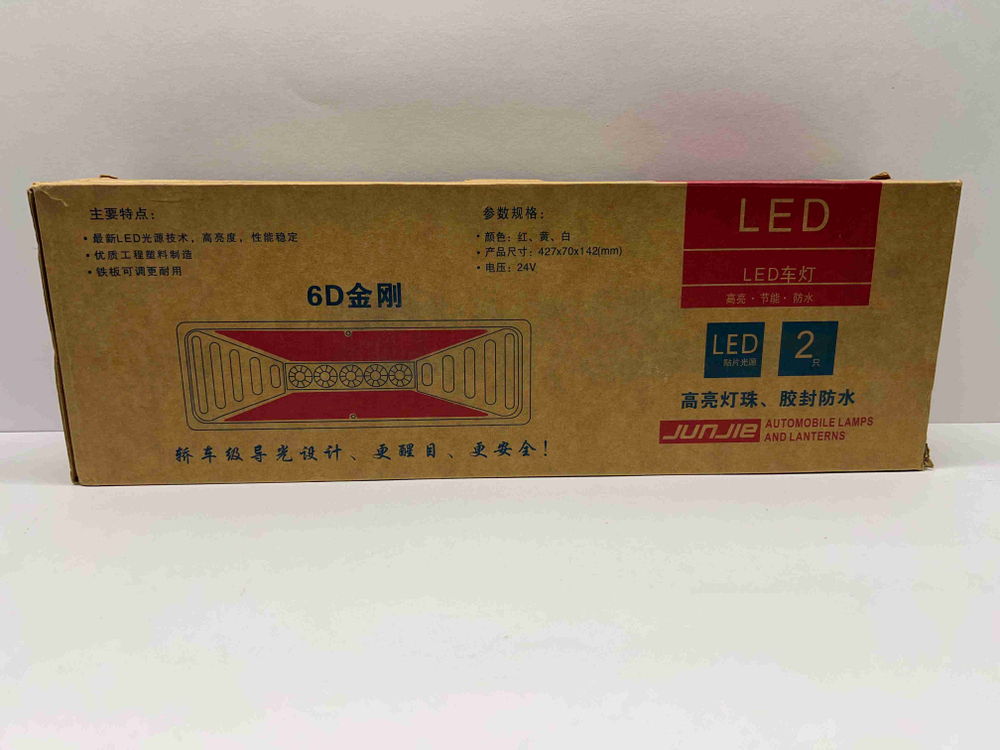 主要特点：
• 最新LED光源技术，高亮度，性能稳定
• 优质工程塑料制造
• 铁板可调更耐用
参数规格：
• 颜色：红、黄、白
• 产品尺寸：427x70x142(mm)
• 电压：24V
6D金刚
轿车级导光设计、更醒目、更安全！
LED
LED车灯
高亮·节能·防水
LED
贴片光源
2只
高亮灯珠、胶封防水
JUNJIE
AUTOMOBILE LAMPS
AND LANTERNS